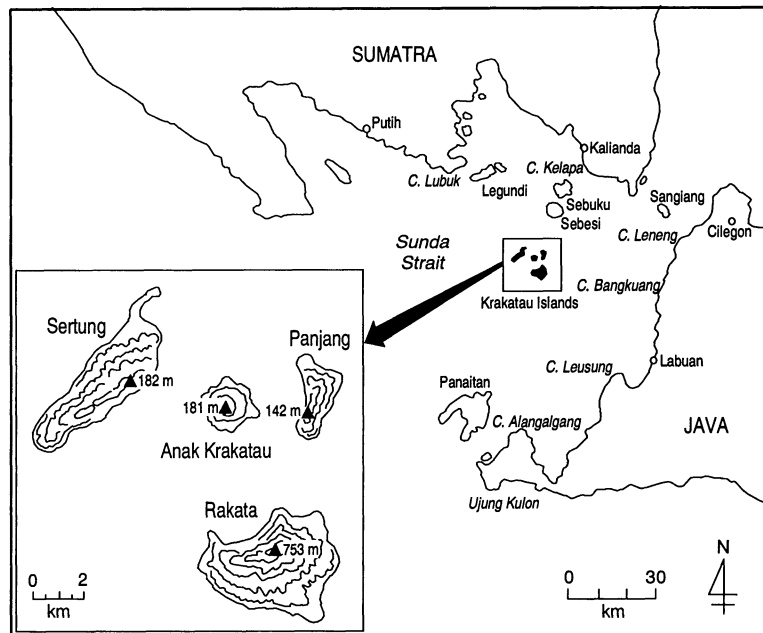 SUMATRA
Putih
Kalianda
C. Kelapa
C. Lubuk
Legundi
Sebuku
Sebesi
Sangiang
C. Leneng
Cilegon
Sunda
Strait
C. Bangkuang
Krakatau Islands
C. Leusung
Labuan
Panaitan
C. Alangalgang
JAVA
Ujung Kulon
Sertung
182 m
Panjang
181 m
142 m
Anak Krakatau
Rakata
753 m
0 2
km
0 30
km
N